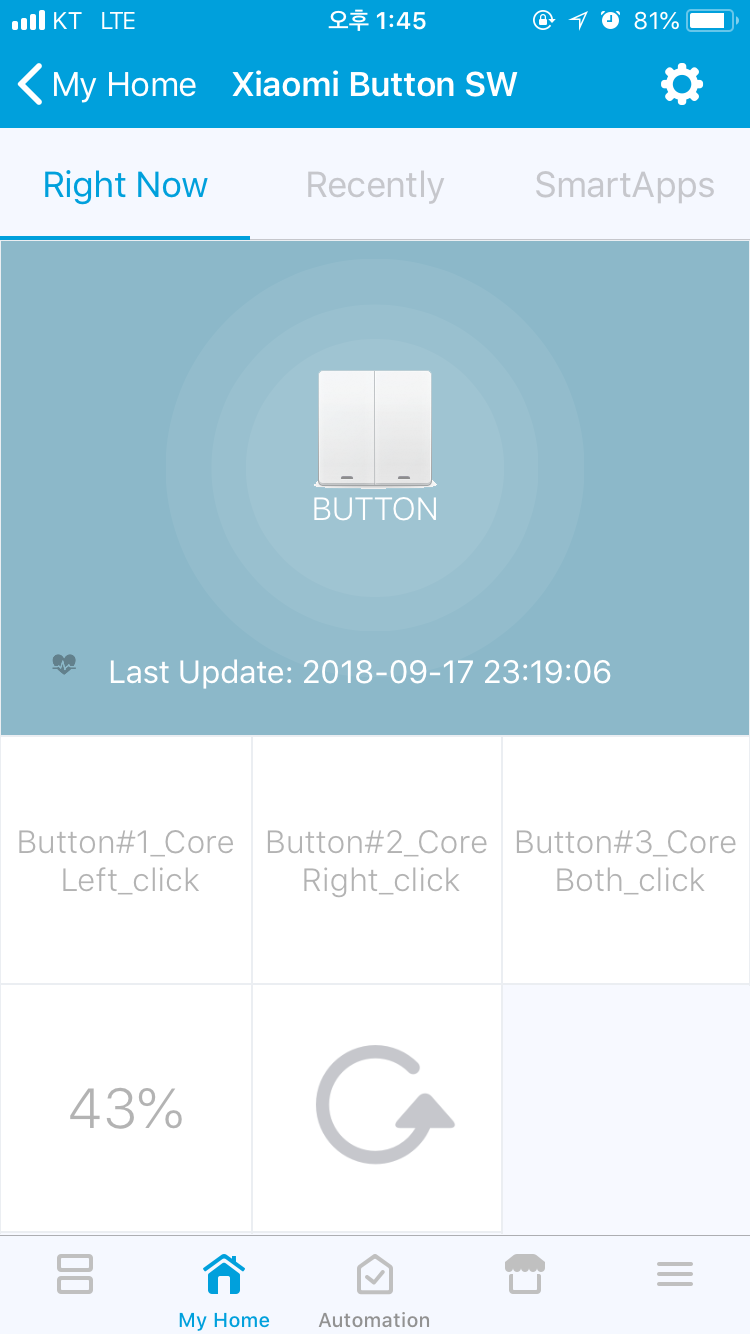 KT LTE 오후 1:45 81%
My Home Xiaomi Button SW
Right Now Recently SmartApps
BUTTON
Last Update: 2018-09-17 23:19:06
Button#1_Core Button#2_Core Button#3_Core
Left_click Right_click Both_click
43%
My Home Automation